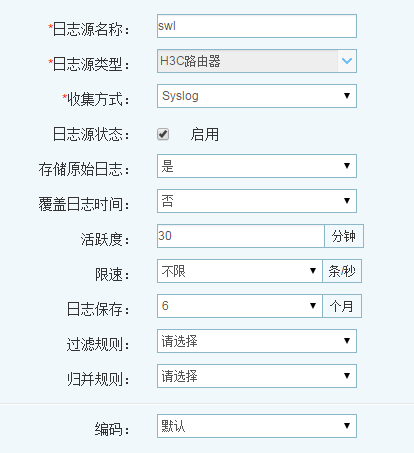 *日志源名称： swl
*日志源类型： H3C路由器
*收集方式： Syslog
日志源状态： 启用
存储原始日志： 是
覆盖日志时间： 否
活跃度： 30 分钟
限速： 不限 条/秒
日志保存： 6 个月
过滤规则： 请选择
归并规则： 请选择
编码： 默认